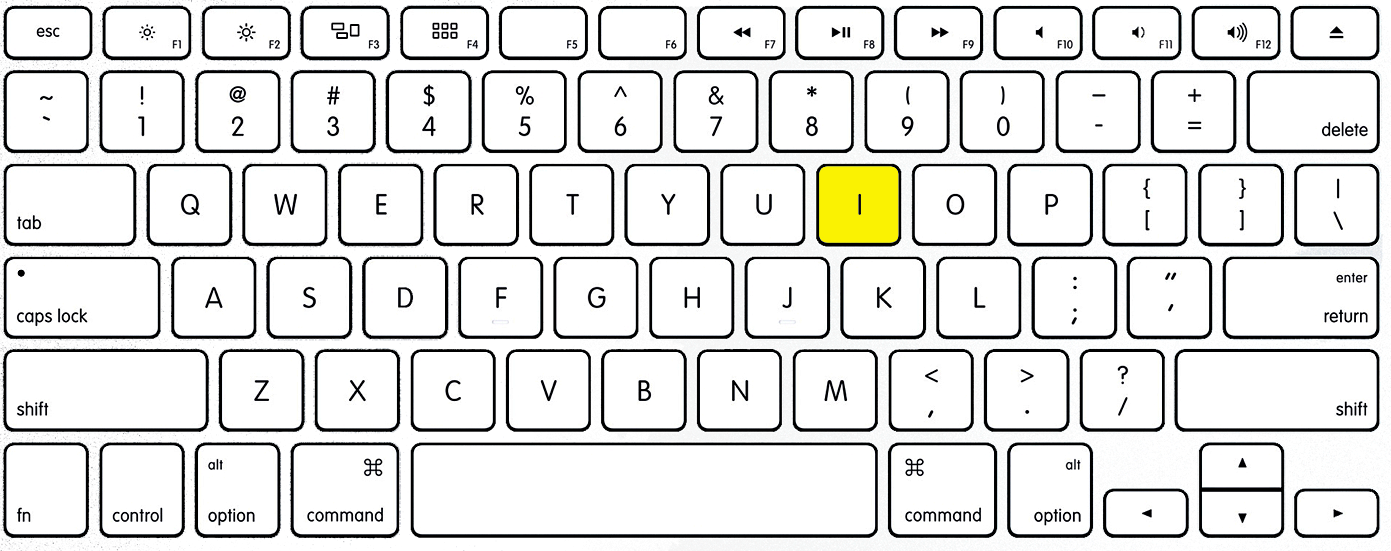 esc F1 F2 F3 F4 F5 F6 F7 F8 F9 F10 F11 F12
~ ! @ # $ % ^ & * ( ) – +
` 1 2 3 4 5 6 7 8 9 0 - = delete
tab Q W E R T Y U I O P { [ } ] | \
caps lock A S D F G H J K L : ; " ' enter return
shift Z X C V B N M < , > . ? / shift
fn control alt option ⌘ command ⌘ command alt option